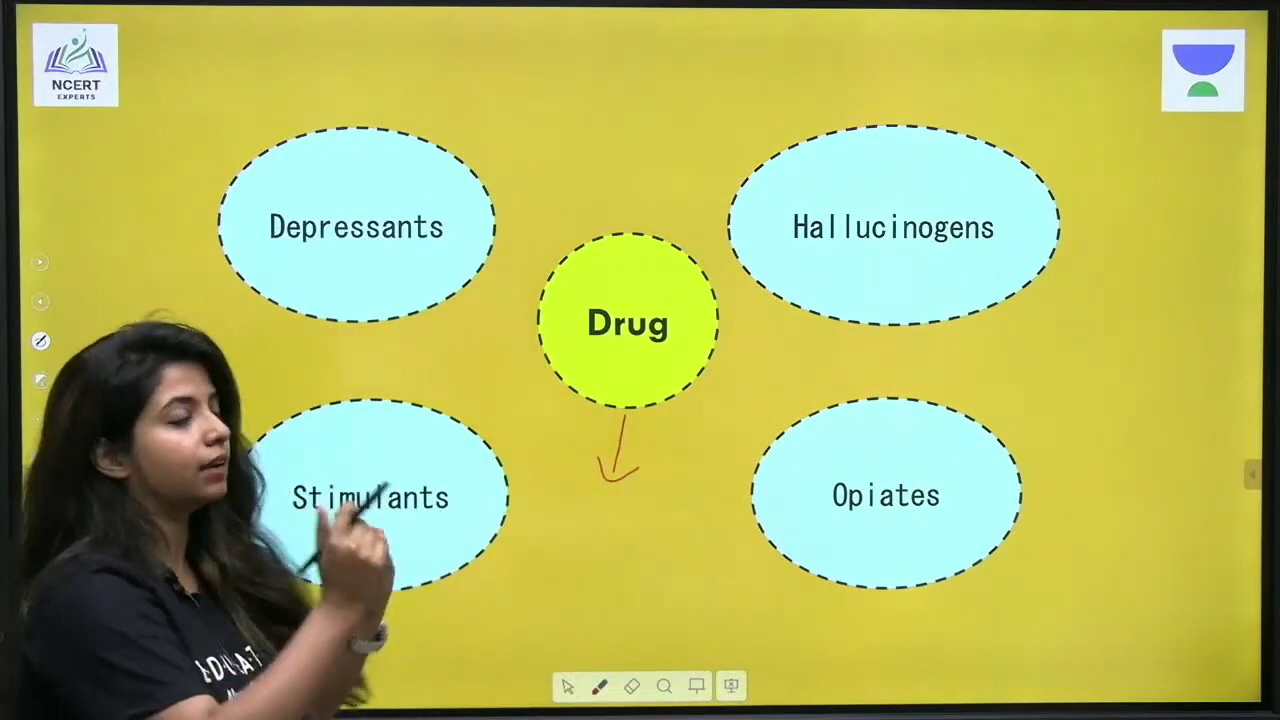 NCERT
EXPERTS
Depressants
Hallucinogens
Drug
Stimulants
Opiates